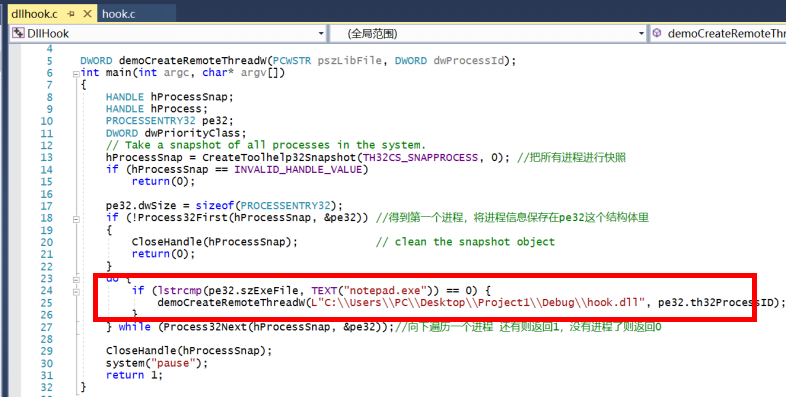 dllhook.c hook.c
DllHook (全局范围) demoCreateRemoteThre
4
5 DWORD demoCreateRemoteThreadW(PCWSTR pszLibFile, DWORD dwProcessId);
6 int main(int argc, char* argv[])
7 {
8 HANDLE hProcessSnap;
9 HANDLE hProcess;
10 PROCESSENTRY32 pe32;
11 DWORD dwPriorityClass;
12 // Take a snapshot of all processes in the system.
13 hProcessSnap = CreateToolhelp32Snapshot(TH32CS_SNAPPROCESS, 0); //把所有进程进行快照
14 if (hProcessSnap == INVALID_HANDLE_VALUE)
15 return(0);
16
17 pe32.dwSize = sizeof(PROCESSENTRY32);
18 if (!Process32First(hProcessSnap, &pe32)) //得到第一个进程，将进程信息保存在pe32这个结构体里
19 {
20 CloseHandle(hProcessSnap); // clean the snapshot object
21 return(0);
22 }
23 do {
24 if (lstrcmp(pe32.szExeFile, TEXT("notepad.exe")) == 0) {
25 demoCreateRemoteThreadW(L"C:\\Users\\PC\\Desktop\\Project1\\Debug\\hook.dll", pe32.th32ProcessID);
26 }
27 } while (Process32Next(hProcessSnap, &pe32));//向下遍历一个进程 还有则返回1，没有进程了则返回0
28
29 CloseHandle(hProcessSnap);
30 system("pause");
31 return 1;
32 }